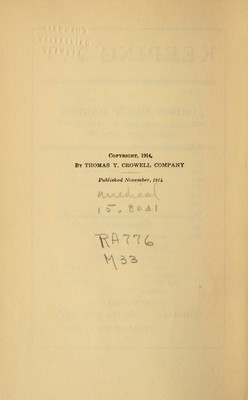 COPYRIGHT, 1914,
BY THOMAS Y. CROWELL COMPANY
Published November, 1914
medical
RA776
M33